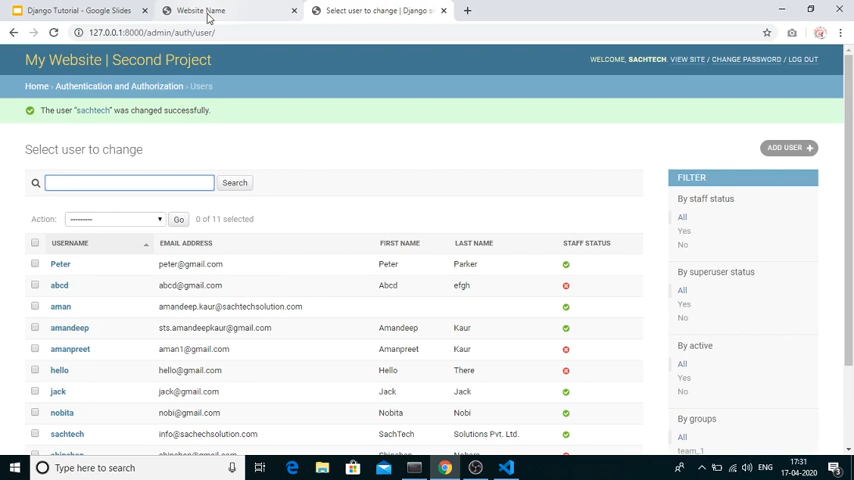 Django Tutorial - Google Slides
Website Name
Select user to change | Django s
127.0.0.1:8000/admin/auth/user/
My Website | Second Project
WELCOME, SACHTECH. VIEW SITE / CHANGE PASSWORD / LOG OUT
Home › Authentication and Authorization › Users
The user "sachtech" was changed successfully.
Select user to change
ADD USER +
Search
Action: --------- Go 0 of 11 selected
USERNAME EMAIL ADDRESS FIRST NAME LAST NAME STAFF STATUS
Peter peter@gmail.com Peter Parker
abcd abcd@gmail.com Abcd efgh
aman amandeep.kaur@sachtechsolution.com
amandeep sts.amandeepkaur@gmail.com Amandeep Kaur
amanpreet aman1@gmail.com Amanpreet Kaur
hello hello@gmail.com Hello There
jack jack@gmail.com Jack Jack
nobita nobi@gmail.com Nobita Nobi
sachtech info@sachechsolution.com SachTech Solutions Pvt. Ltd.
FILTER
By staff status
All
Yes
No
By superuser status
All
Yes
No
By active
All
Yes
No
By groups
All
team_1
Type here to search
ENG
17:31
17-04-2020
3